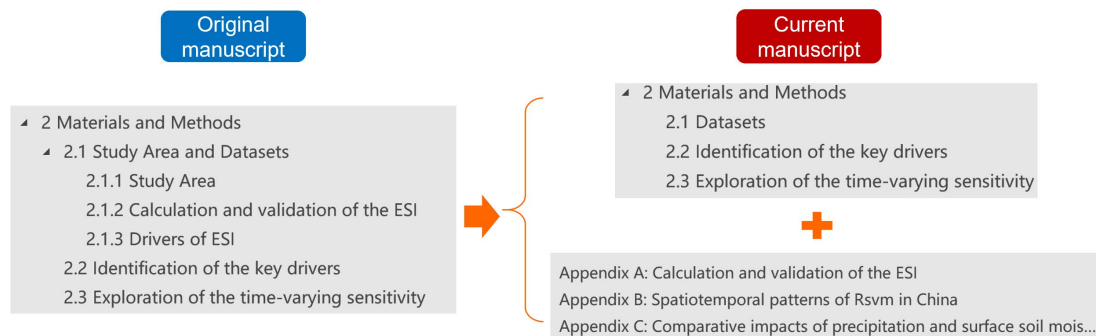 Original
manuscript
2 Materials and Methods
2.1 Study Area and Datasets
2.1.1 Study Area
2.1.2 Calculation and validation of the ESI
2.1.3 Drivers of ESI
2.2 Identification of the key drivers
2.3 Exploration of the time-varying sensitivity
Current
manuscript
2 Materials and Methods
2.1 Datasets
2.2 Identification of the key drivers
2.3 Exploration of the time-varying sensitivity
Appendix A: Calculation and validation of the ESI
Appendix B: Spatiotemporal patterns of Rsvm in China
Appendix C: Comparative impacts of precipitation and surface soil mois...